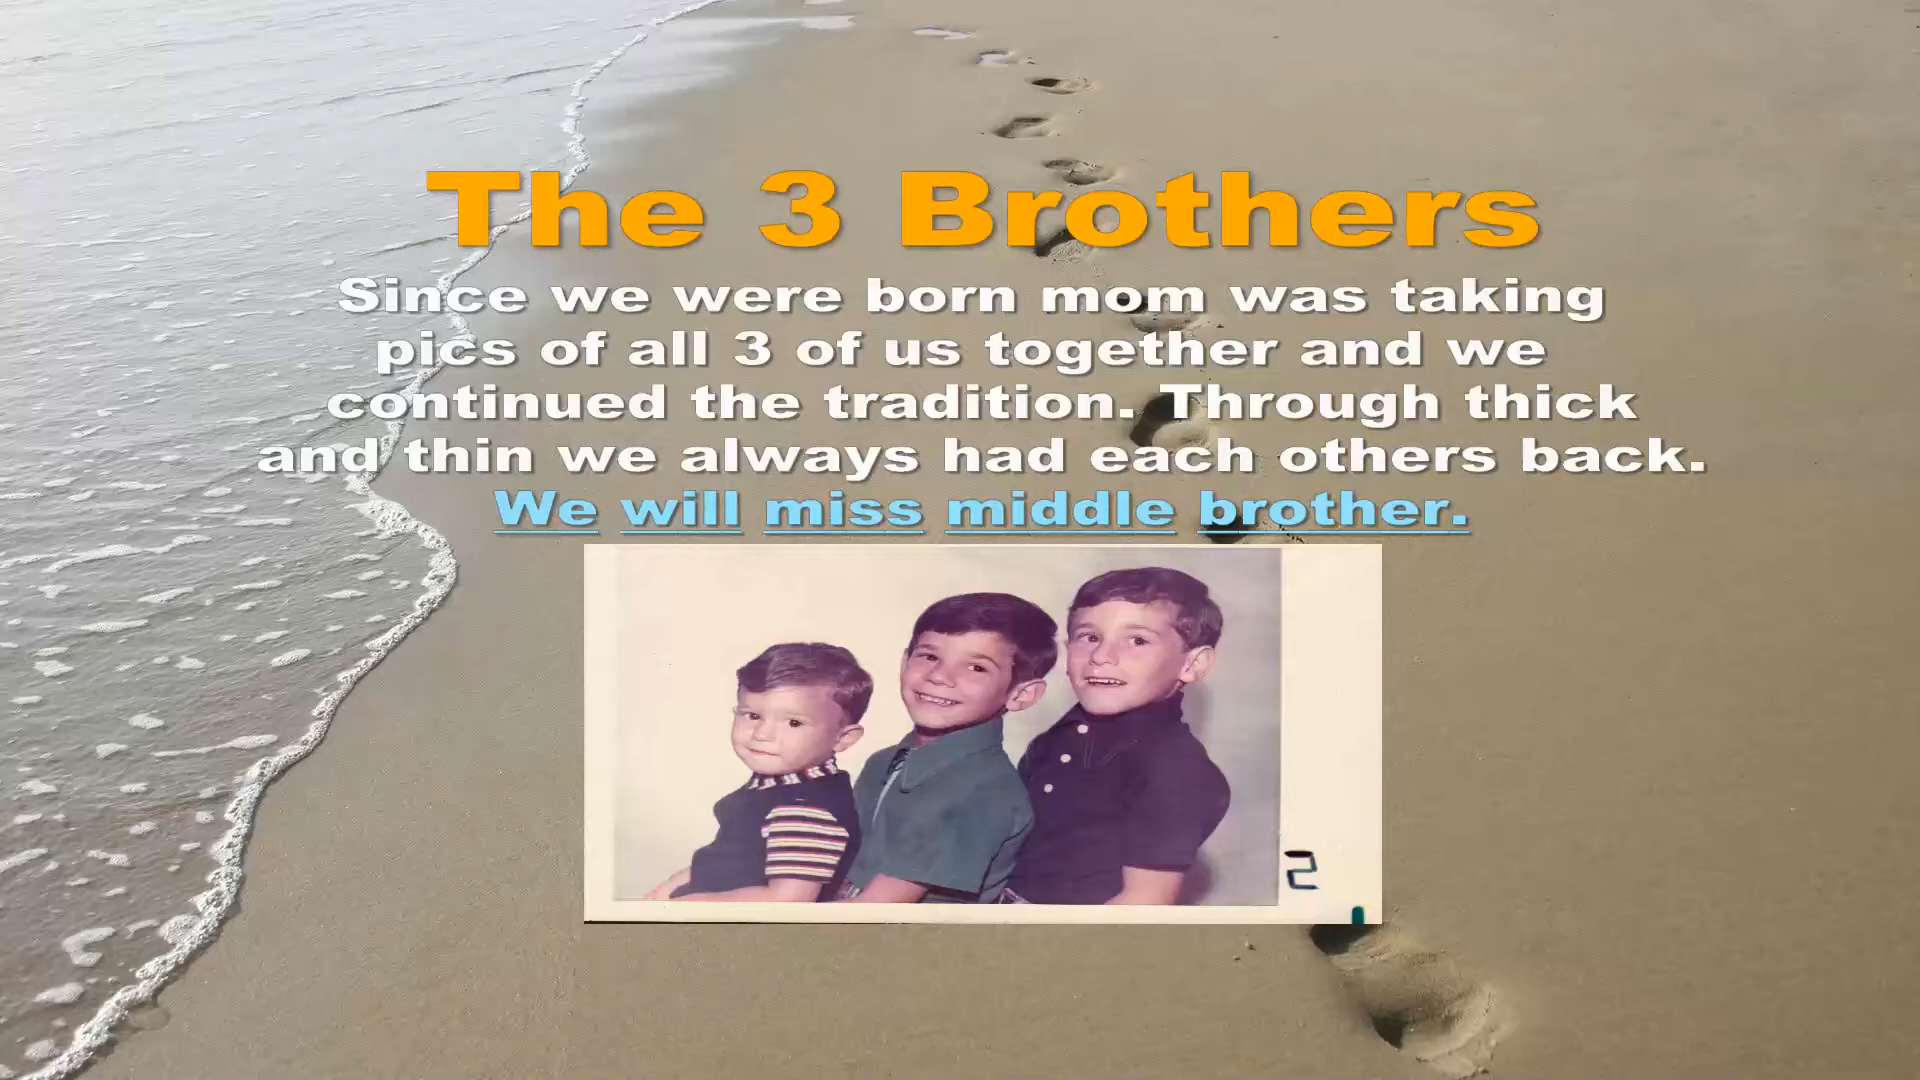 The 3 Brothers
Since we were born mom was taking
pics of all 3 of us together and we
continued the tradition. Through thick
and thin we always had each others back.
We will miss middle brother.
2